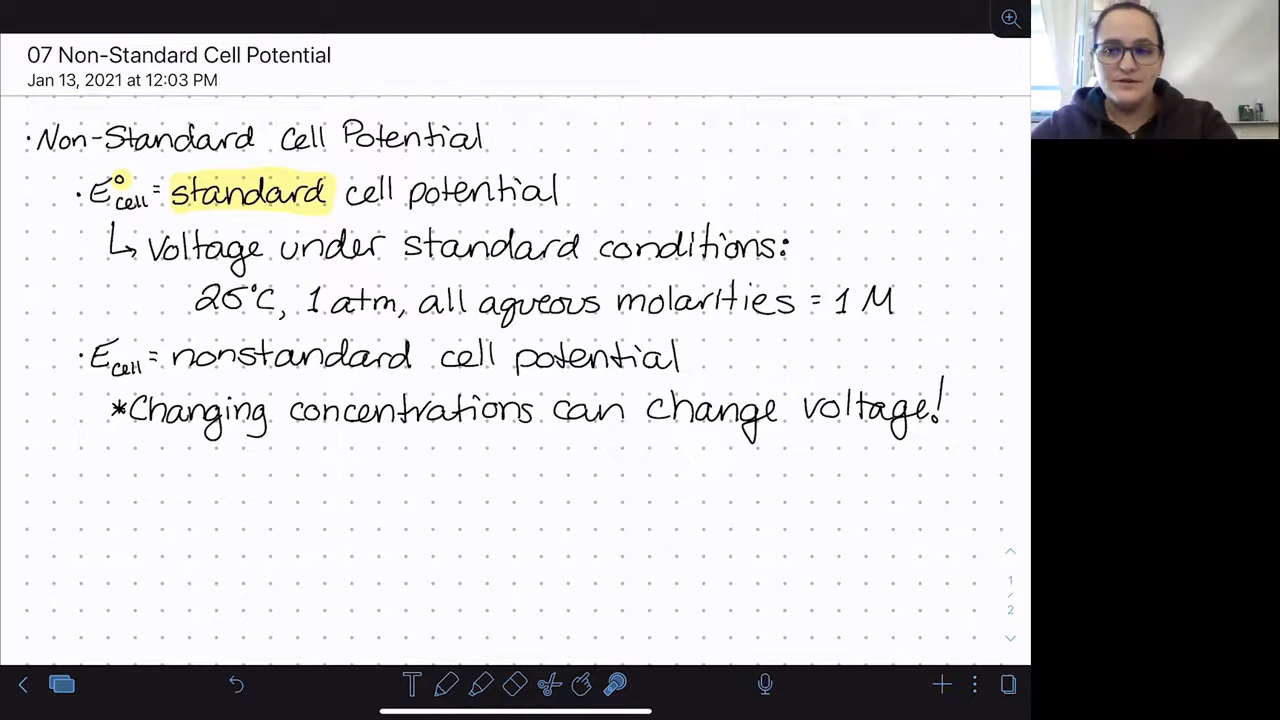 07 Non-Standard Cell Potential
Jan 13, 2021 at 12:03 PM
· Non-Standard Cell Potential
· E°cell = standard cell potential
↳ Voltage under standard conditions:
25°C, 1 atm, all aqueous molarities = 1 M
· Ecell = nonstandard cell potential
*Changing concentrations can change voltage!
1
/
2
T